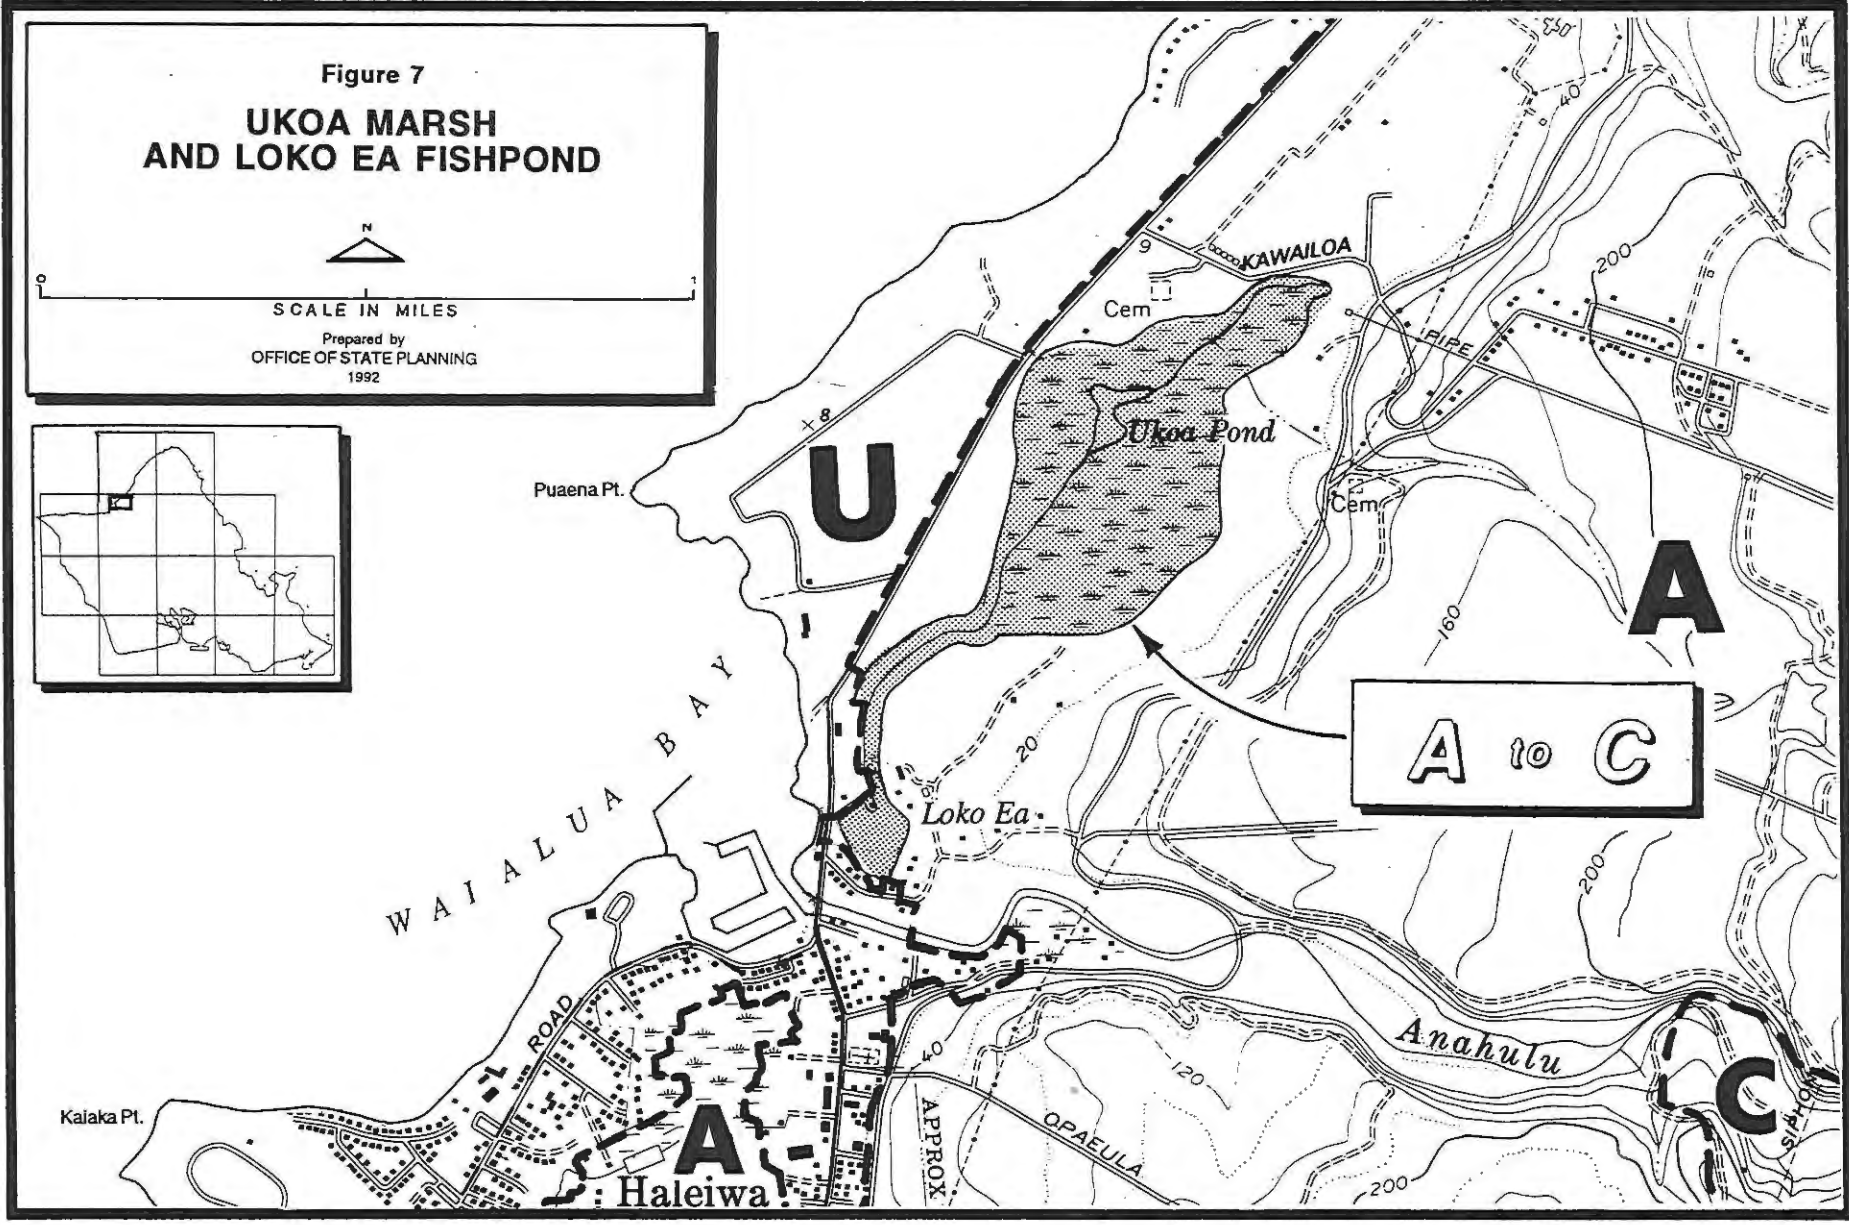 Figure 7
UKOA MARSH
AND LOKO EA FISHPOND
N
0 1
SCALE IN MILES
Prepared by
OFFICE OF STATE PLANNING
1992
40
9
KAWAILOA
200
Cem
PIPE
8
Ukoa Pond
U
Puaena Pt.
Cem
A
160
A to C
20
Loko Ea
WAIALUA BAY
200
ROAD
Anahulu
40
120
C
SIPHON
Kaiaka Pt.
A
APPROX
OPAEULA
Haleiwa
200